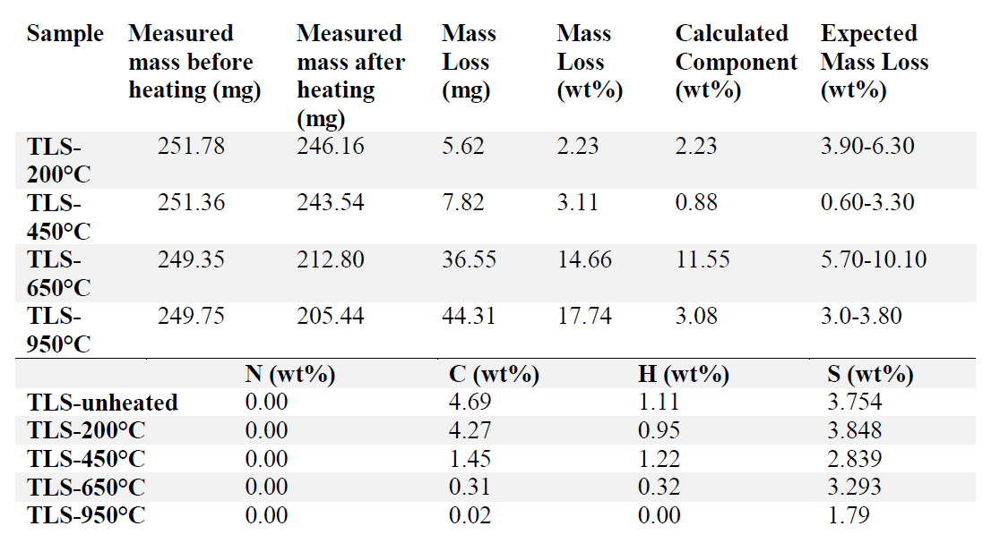 Sample Measured mass before heating (mg) Measured mass after heating (mg) Mass Loss (mg) Mass Loss (wt%) Calculated Component (wt%) Expected Mass Loss (wt%)
TLS-200°C 251.78 246.16 5.62 2.23 2.23 3.90-6.30
TLS-450°C 251.36 243.54 7.82 3.11 0.88 0.60-3.30
TLS-650°C 249.35 212.80 36.55 14.66 11.55 5.70-10.10
TLS-950°C 249.75 205.44 44.31 17.74 3.08 3.0-3.80
N (wt%) C (wt%) H (wt%) S (wt%)
TLS-unheated 0.00 4.69 1.11 3.754
TLS-200°C 0.00 4.27 0.95 3.848
TLS-450°C 0.00 1.45 1.22 2.839
TLS-650°C 0.00 0.31 0.32 3.293
TLS-950°C 0.00 0.02 0.00 1.79